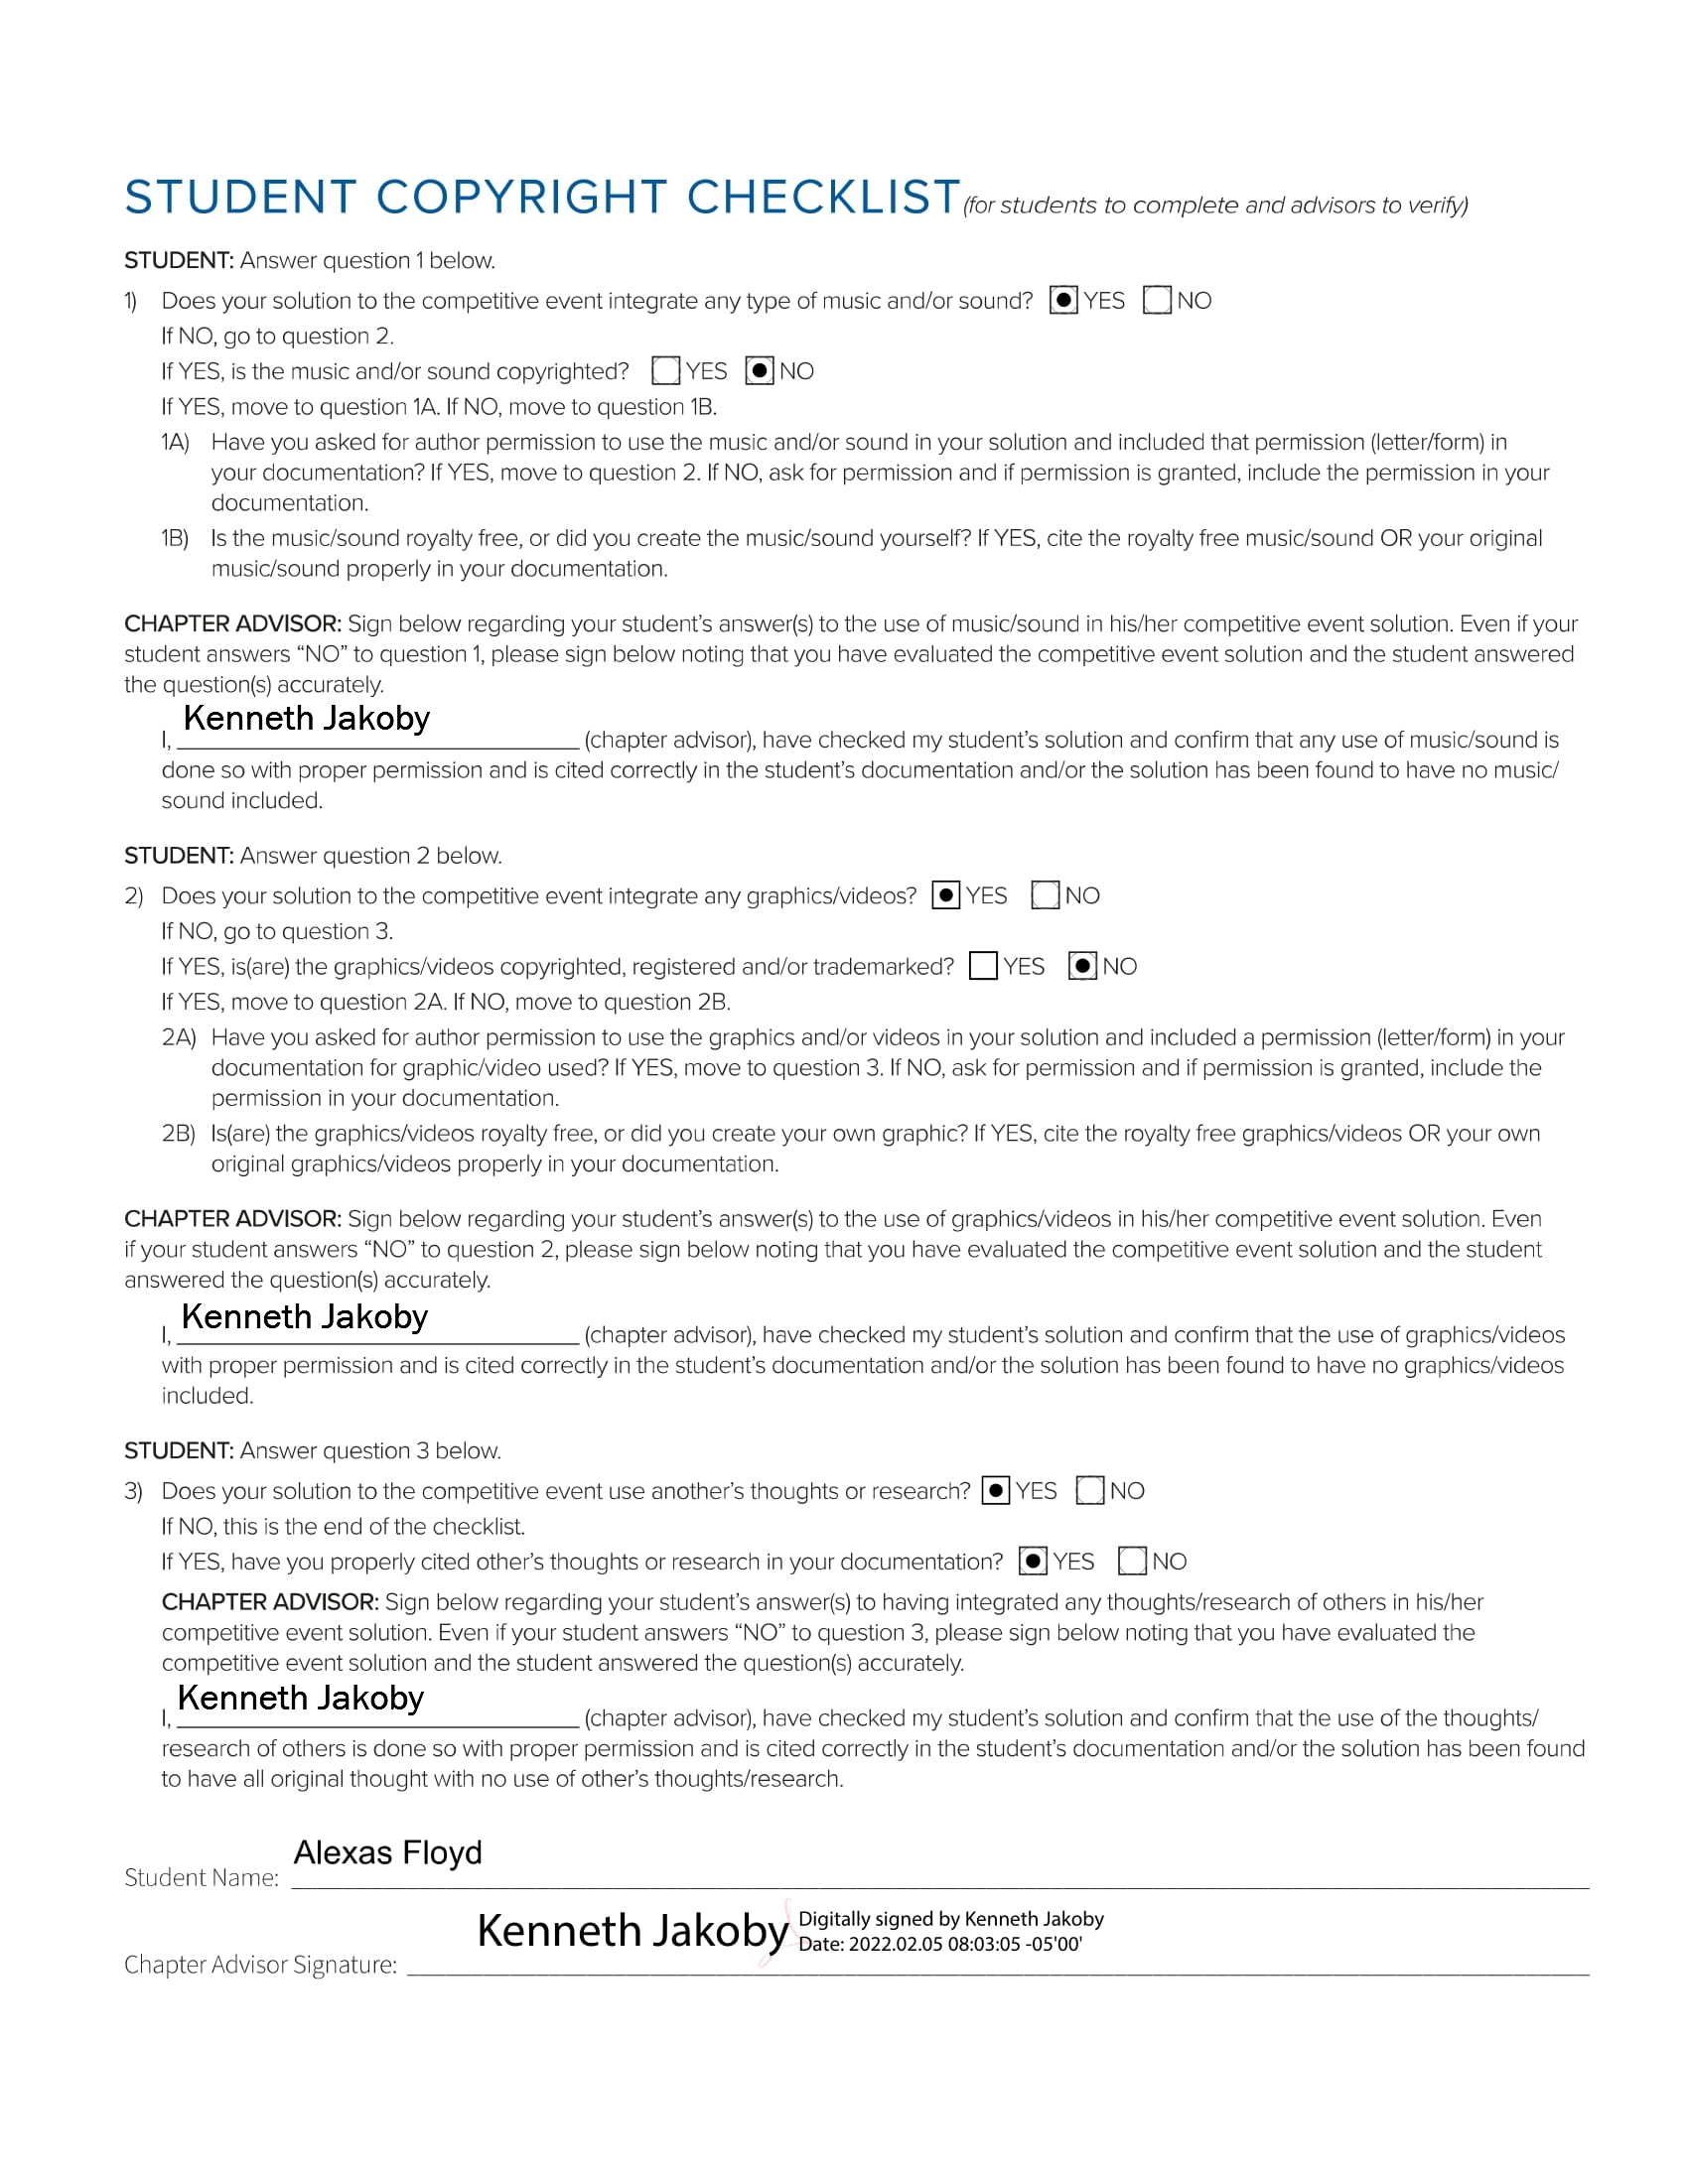 STUDENT COPYRIGHT CHECKLIST (for students to complete and advisors to verify)
STUDENT: Answer question 1 below.
1) Does your solution to the competitive event integrate any type of music and/or sound? YES NO
If NO, go to question 2.
If YES, is the music and/or sound copyrighted? YES NO
If YES, move to question 1A. If NO, move to question 1B.
1A) Have you asked for author permission to use the music and/or sound in your solution and included that permission (letter/form) in
your documentation? If YES, move to question 2. If NO, ask for permission and if permission is granted, include the permission in your
documentation.
1B) Is the music/sound royalty free, or did you create the music/sound yourself? If YES, cite the royalty free music/sound OR your original
music/sound properly in your documentation.
CHAPTER ADVISOR: Sign below regarding your student’s answer(s) to the use of music/sound in his/her competitive event solution. Even if your
student answers “NO” to question 1, please sign below noting that you have evaluated the competitive event solution and the student answered
the question(s) accurately.
I, Kenneth Jakoby (chapter advisor), have checked my student’s solution and confirm that any use of music/sound is
done so with proper permission and is cited correctly in the student’s documentation and/or the solution has been found to have no music/
sound included.
STUDENT: Answer question 2 below.
2) Does your solution to the competitive event integrate any graphics/videos? YES NO
If NO, go to question 3.
If YES, is(are) the graphics/videos copyrighted, registered and/or trademarked? YES NO
If YES, move to question 2A. If NO, move to question 2B.
2A) Have you asked for author permission to use the graphics and/or videos in your solution and included a permission (letter/form) in your
documentation for graphic/video used? If YES, move to question 3. If NO, ask for permission and if permission is granted, include the
permission in your documentation.
2B) Is(are) the graphics/videos royalty free, or did you create your own graphic? If YES, cite the royalty free graphics/videos OR your own
original graphics/videos properly in your documentation.
CHAPTER ADVISOR: Sign below regarding your student’s answer(s) to the use of graphics/videos in his/her competitive event solution. Even
if your student answers “NO” to question 2, please sign below noting that you have evaluated the competitive event solution and the student
answered the question(s) accurately.
I, Kenneth Jakoby (chapter advisor), have checked my student’s solution and confirm that the use of graphics/videos
with proper permission and is cited correctly in the student’s documentation and/or the solution has been found to have no graphics/videos
included.
STUDENT: Answer question 3 below.
3) Does your solution to the competitive event use another’s thoughts or research? YES NO
If NO, this is the end of the checklist.
If YES, have you properly cited other’s thoughts or research in your documentation? YES NO
CHAPTER ADVISOR: Sign below regarding your student’s answer(s) to having integrated any thoughts/research of others in his/her
competitive event solution. Even if your student answers “NO” to question 3, please sign below noting that you have evaluated the
competitive event solution and the student answered the question(s) accurately.
I, Kenneth Jakoby (chapter advisor), have checked my student’s solution and confirm that the use of the thoughts/
research of others is done so with proper permission and is cited correctly in the student’s documentation and/or the solution has been found
to have all original thought with no use of other’s thoughts/research.
Student Name: Alexas Floyd
Chapter Advisor Signature: Kenneth Jakoby
Digitally signed by Kenneth Jakoby
Date: 2022.02.05 08:03:05 -05'00'